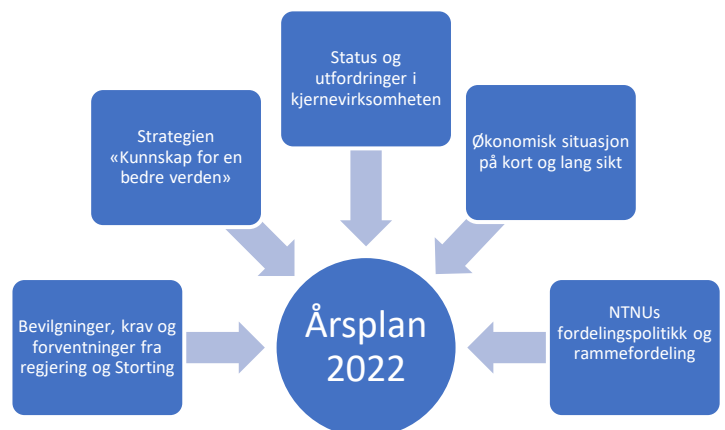 Status og
utfordringer i
kjernevirksomheten
Strategien
«Kunnskap for en
bedre verden»
Økonomisk situasjon
på kort og lang sikt
Bevilgninger, krav og
forventninger fra
regjering og Storting
Årsplan
2022
NTNUs
fordelingspolitikk og
rammefordeling